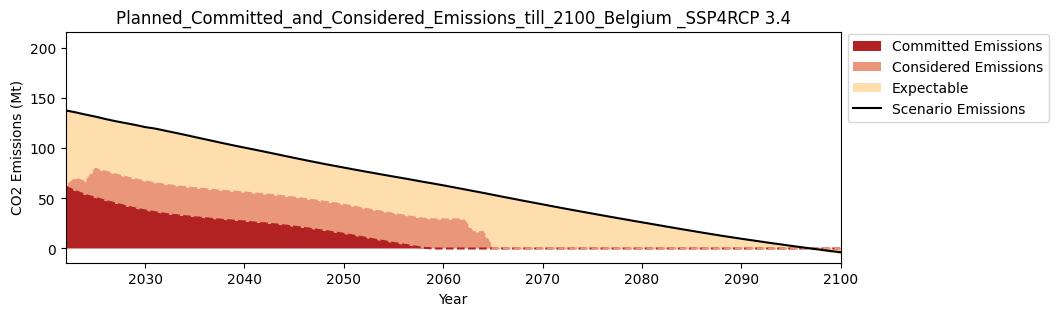 Planned_Committed_and_Considered_Emissions_till_2100_Belgium _SSP4RCP 3.4
200
150
100
50
0
CO2 Emissions (Mt)
2030
2040
2050
2060
2070
2080
2090
2100
Year
Committed Emissions
Considered Emissions
Expectable
Scenario Emissions